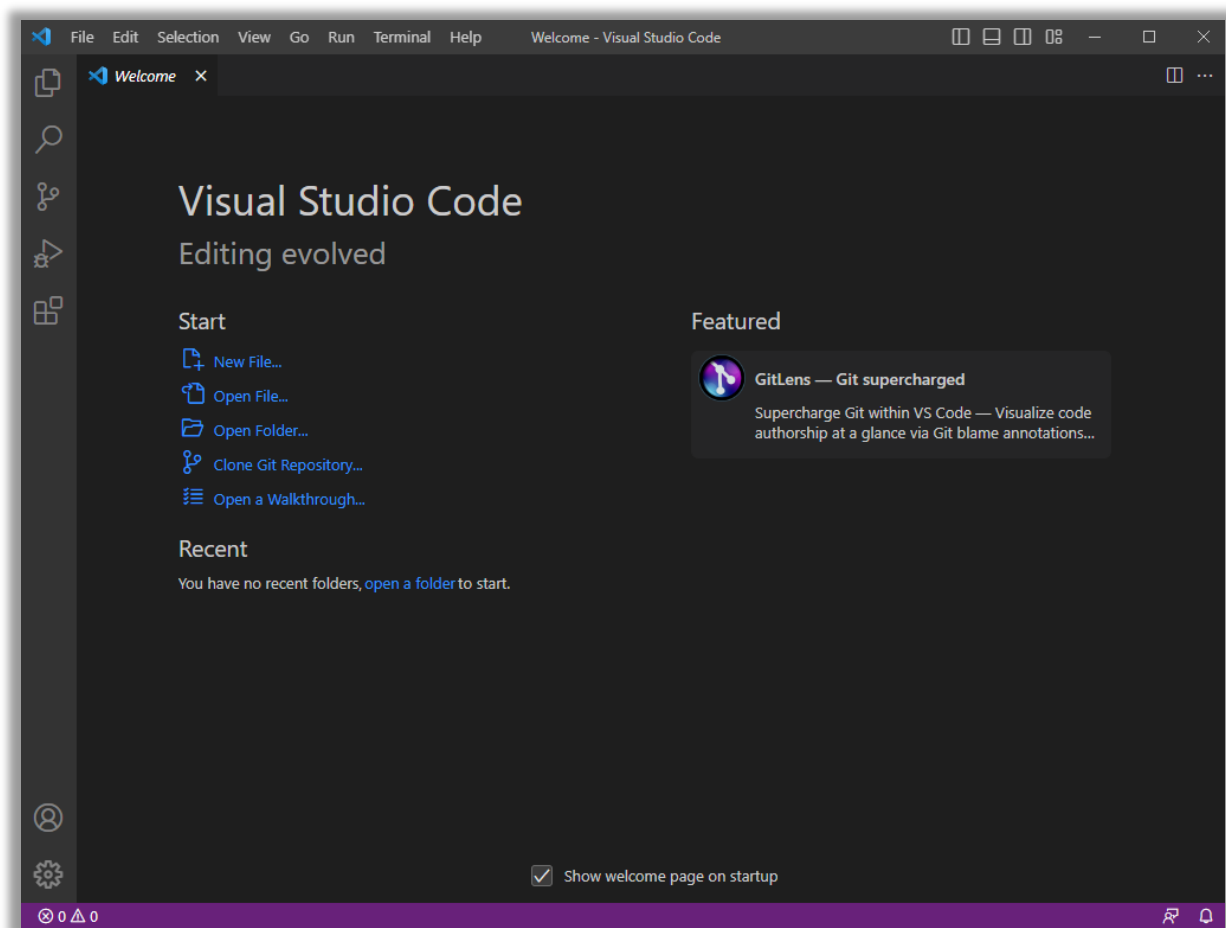 File Edit Selection View Go Run Terminal Help Welcome - Visual Studio Code
Welcome
Visual Studio Code
Editing evolved
Start
New File...
Open File...
Open Folder...
Clone Git Repository...
Open a Walkthrough...
Recent
You have no recent folders, open a folder to start.
Featured
GitLens — Git supercharged
Supercharge Git within VS Code — Visualize code
authorship at a glance via Git blame annotations...
Show welcome page on startup
0 0